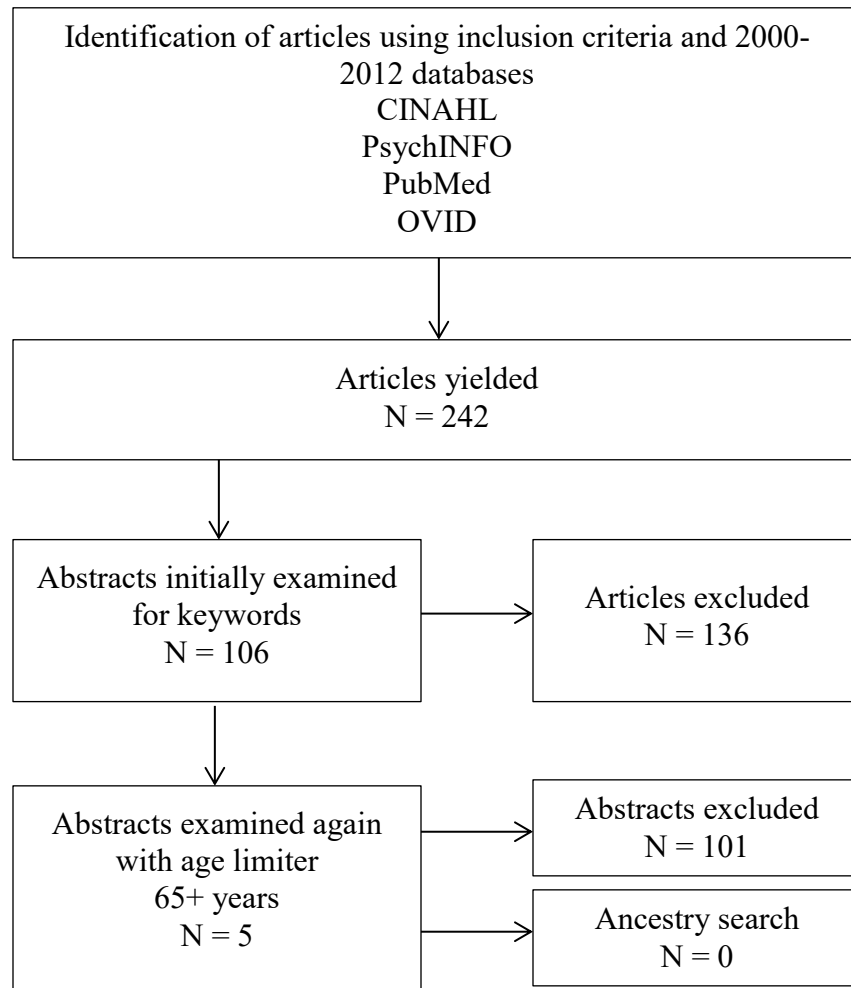 Identification of articles using inclusion criteria and 2000-
2012 databases
CINAHL
PsychINFO
PubMed
OVID
Articles yielded
N = 242
Abstracts initially examined
for keywords
N = 106
Articles excluded
N = 136
Abstracts examined again
with age limiter
65+ years
N = 5
Abstracts excluded
N = 101
Ancestry search
N = 0